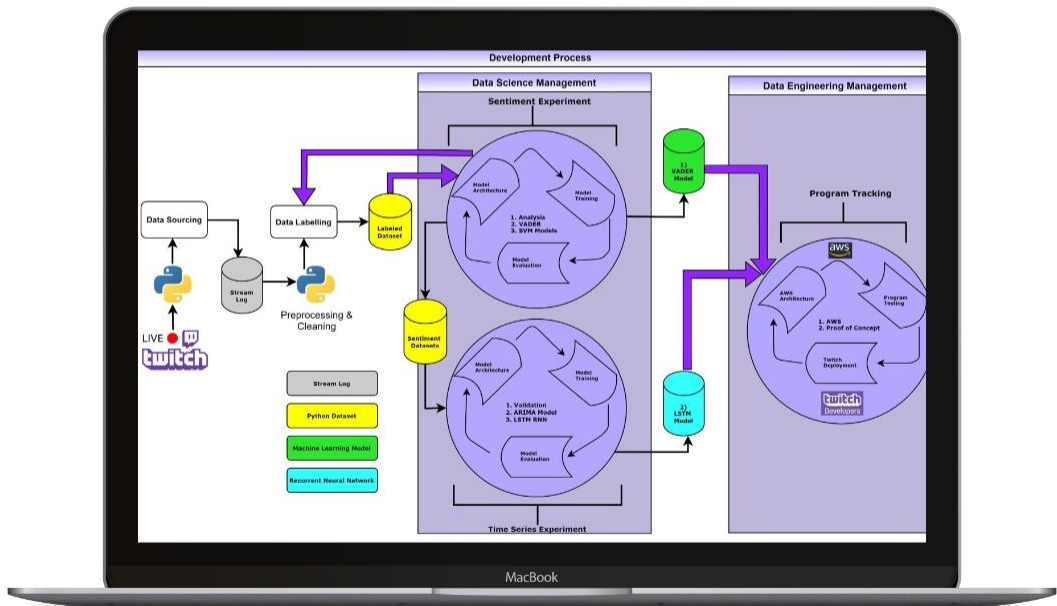 Development Process
Data Science Management
Sentiment Experiment
Data Engineering Management
Program Tracking
Data Sourcing
Stream
Log
LIVE
twitch
Data Labelling
Preprocessing &
Cleaning
Labeled
Dataset
Model
Architecture
Model
Training
1. Analysis
2. VADER
3. SVM Models
Model
Evaluation
1)
VADER
Model
Sentiment
Datasets
Model
Architecture
Model
Training
1. Validation
2. ARIMA Model
3. LSTM RNN
Model
Evaluation
2)
LSTM
Model
Time Series Experiment
aws
AWS
Architecture
Program
Testing
1. AWS
2. Proof of Concept
Twitch
Deployment
twitch
Developers
Stream Log
Python Dataset
Machine Learning Model
Recurrent Neural Network
MacBook